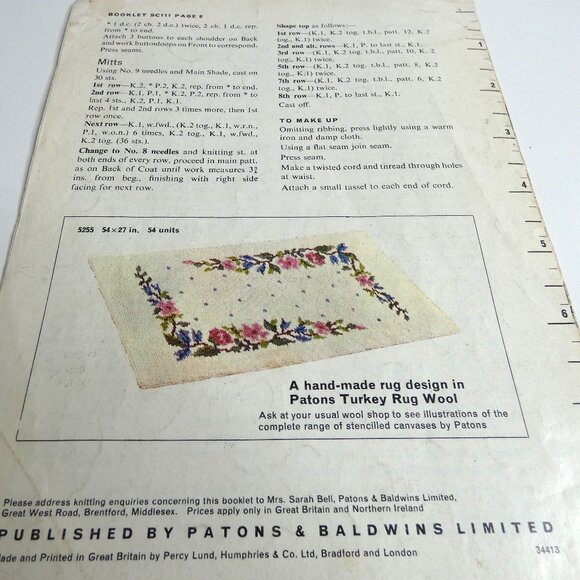 BOOKLET SC111 PAGE 8
* 1 d.c. (2 ch. 2 d.c.) twice, 2 ch. 1 d.c. rep.
from * to end.
Attach 3 buttons to each shoulder on Back
and work buttonloops on Front to correspond.
Press seams.
Mitts
Using No. 9 needles and Main Shade, cast on
30 sts.
1st row—K.2, * P.2, K.2, rep. from * to end.
2nd row—K.1, P.1, * K.2, P.2, rep. from * to
last 4 sts., K.2, P.1, K.1.
Rep. 1st and 2nd rows 3 times more, then 1st
row once.
Next row—K.1, w.fwd., (K.2 tog., K.1, w.r.n.,
P.1, w.o.n.) 6 times, K.2 tog., K.1, w.fwd.,
K.2 tog. (36 sts.).
Change to No. 8 needles and knitting st. at
both ends of every row, proceed in main patt.
as on Back of Coat until work measures 3¾
ins. from beg., finishing with right side
facing for next row.
Shape top as follows:—
1st row—(K.1, K.2 tog. t.b.l., patt. 12, K.2
tog., K.1) twice.
2nd and alt. rows—K.1, P. to last st., K.1.
3rd row—(K.1, K.2 tog. t.b.l., patt. 10, K.2
tog., K.1) twice.
5th row—(K.1, K.2 tog. t.b.l., patt. 8, K.2
tog., K.1) twice.
7th row—(K.1, K.2 tog. t.b.l., patt. 6, K.2
tog., K.1) twice.
8th row—K.1, P. to last st., K.1.
Cast off.
TO MAKE UP
Omitting ribbing, press lightly using a warm
iron and damp cloth.
Using a flat seam join seam.
Press seam.
Make a twisted cord and thread through holes
at waist.
Attach a small tassel to each end of cord.
1
2
3
4
5
6
5255 54×27 in. 54 units
A hand-made rug design in
Patons Turkey Rug Wool
Ask at your usual wool shop to see illustrations of the
complete range of stencilled canvases by Patons
Please address knitting enquiries concerning this booklet to Mrs. Sarah Bell, Patons & Baldwins Limited,
Great West Road, Brentford, Middlesex. Prices apply only in Great Britain and Northern Ireland
PUBLISHED BY PATONS & BALDWINS LIMITED
Made and Printed in Great Britain by Percy Lund, Humphries & Co. Ltd, Bradford and London
34413